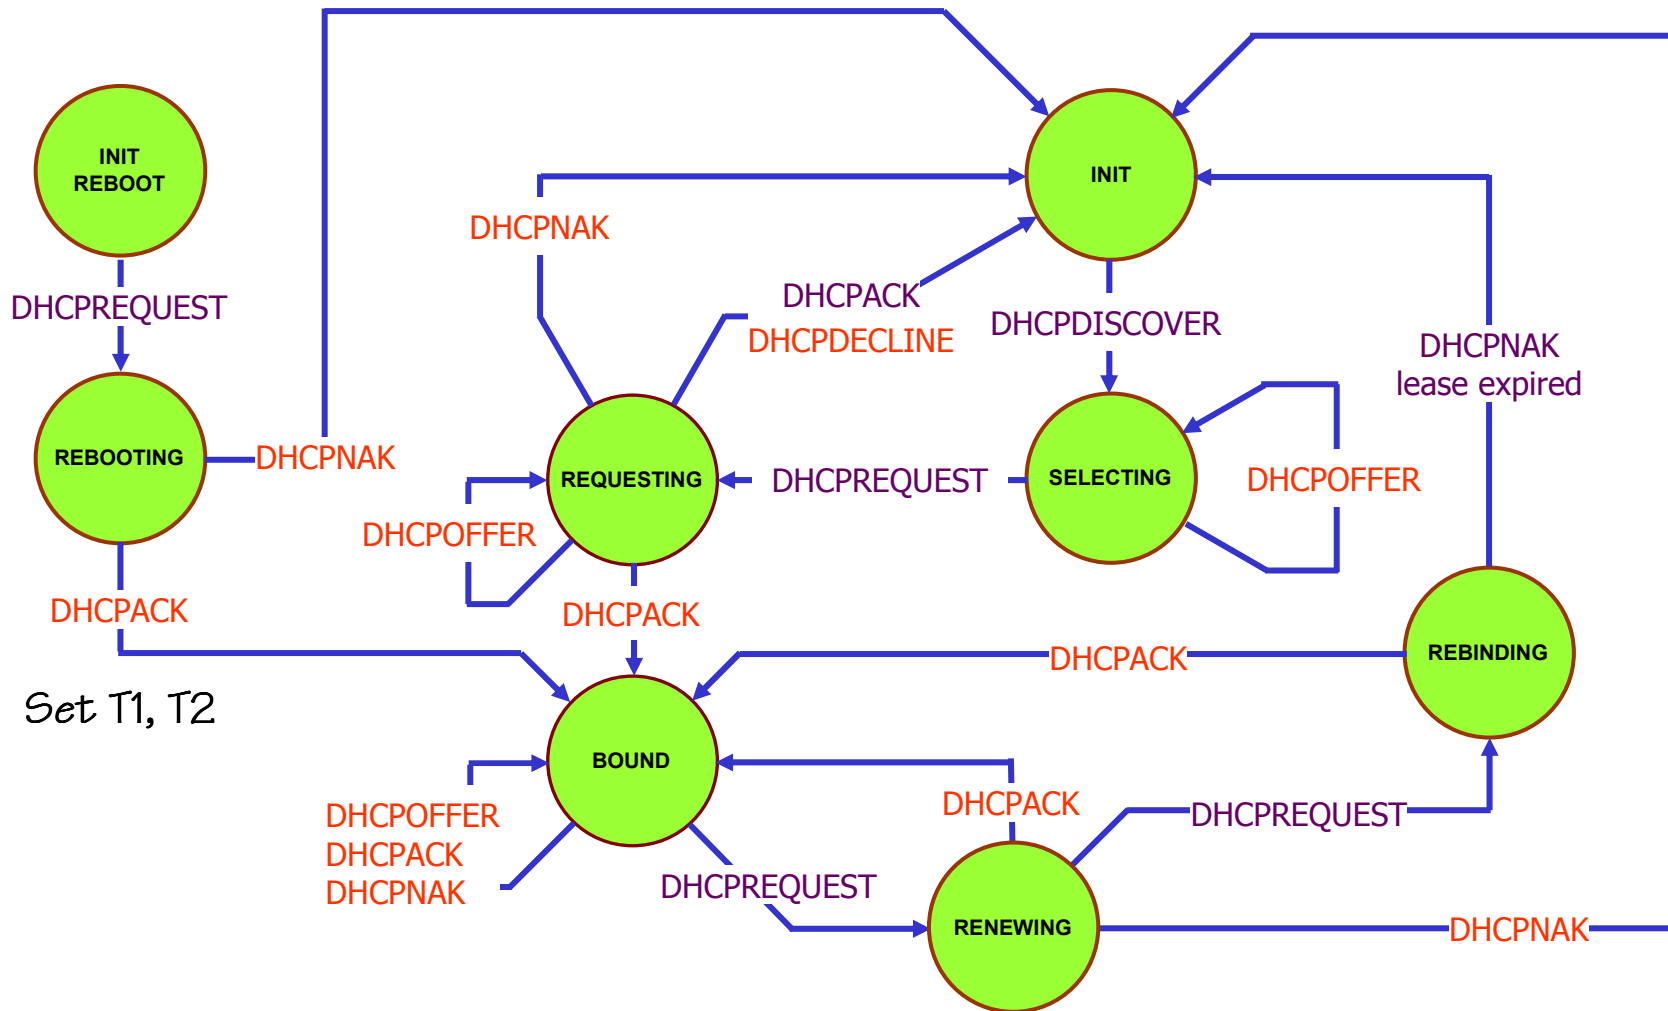 INIT
REBOOT
INIT
DHCPNAK
DHCPACK
DHCPDECLINE
DHCPREQUEST
DHCPDISCOVER
DHCPNAK
lease expired
REBOOTING
DHCPNAK
REQUESTING
DHCPREQUEST
SELECTING
DHCPOFFER
DHCPOFFER
DHCPACK
DHCPACK
DHCPACK
REBINDING
Set T1, T2
BOUND
DHCPOFFER
DHCPACK
DHCPNAK
DHCPACK
DHCPREQUEST
DHCPREQUEST
RENEWING
DHCPNAK